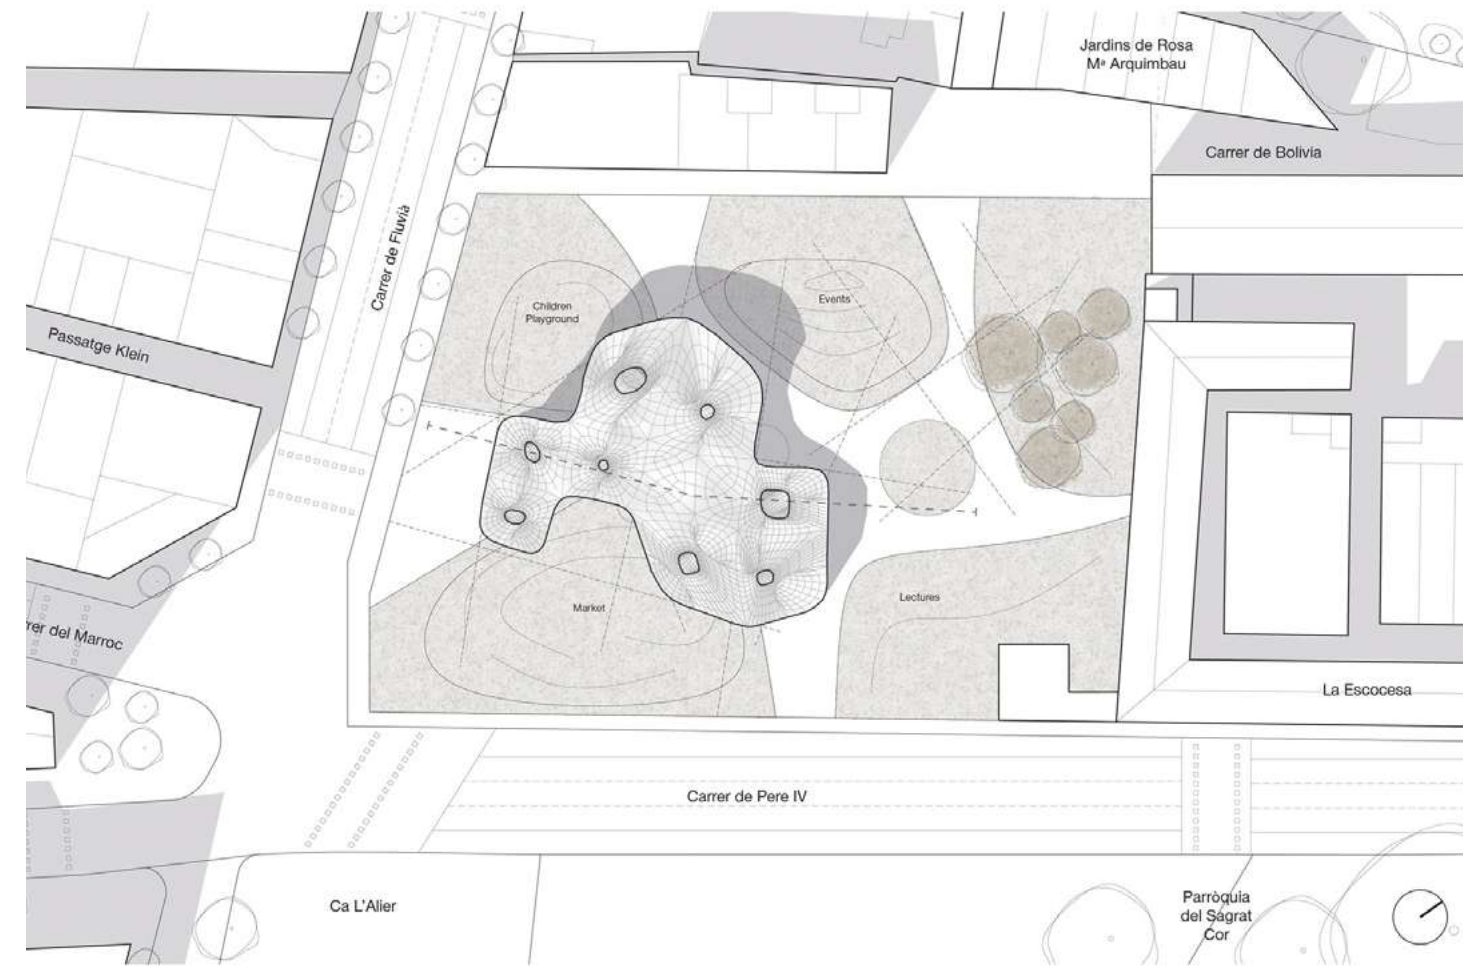 Jardins de Rosa
Mª Arquimbau
Carrer de Bolivia
Carrer de Fluvià
Passatge Klein
Children
Playground
Events
Market
Lectures
rrer del Marroc
La Escocesa
Carrer de Pere IV
Ca L'Alier
Parròquia
del Sagrat
Cor